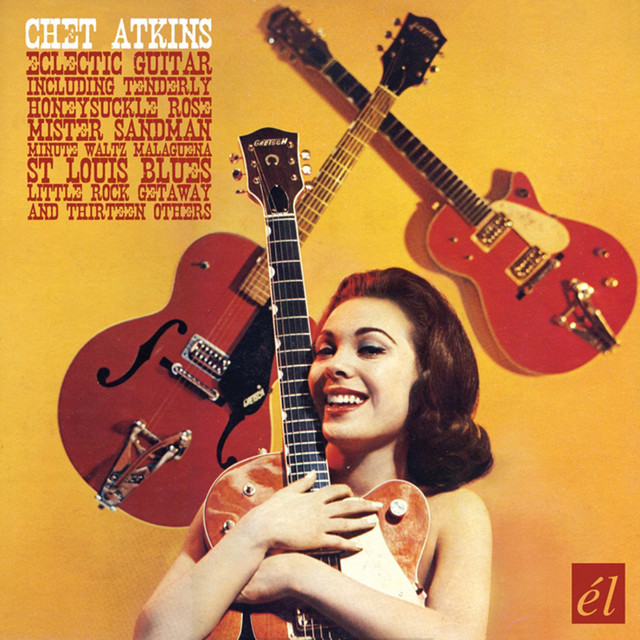 CHET ATKINS
ECLECTIC GUITAR
INCLUDING TENDERLY
HONEYSUCKLE ROSE
MISTER SANDMAN
MINUTE WALTZ MALAGUENA
ST LOUIS BLUES
LITTLE ROCK GETAWAY
AND THIRTEEN OTHERS
GRETSCH
él